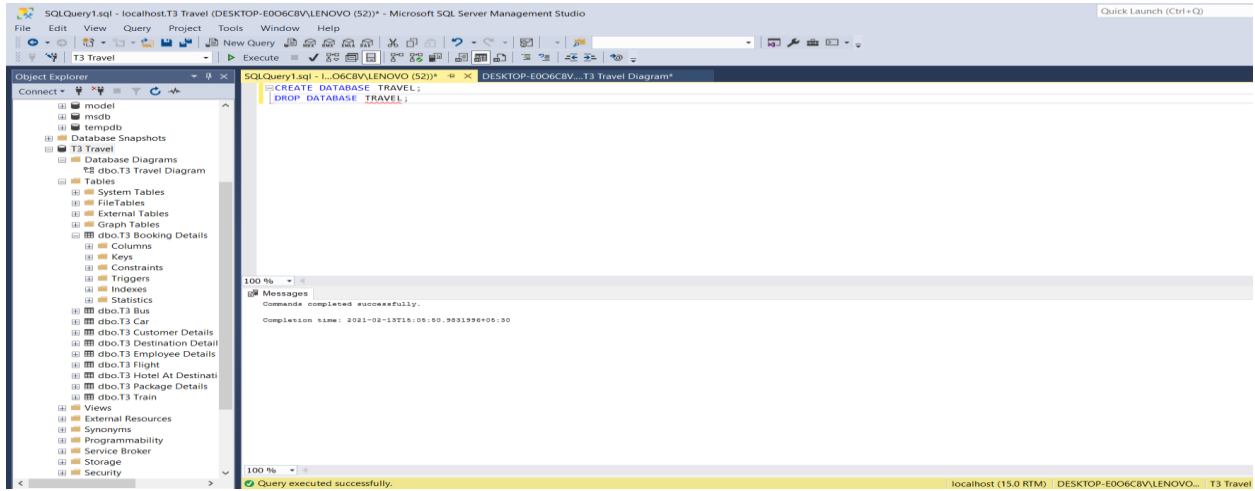 SQLQuery1.sql - localhost.T3 Travel (DESKTOP-E0O6C8V\LENOVO (52))* - Microsoft SQL Server Management Studio
Quick Launch (Ctrl+Q)
File Edit View Query Project Tools Window Help
New Query
T3 Travel
Execute
Object Explorer
Connect
model
msdb
tempdb
Database Snapshots
T3 Travel
Database Diagrams
dbo.T3 Travel Diagram
Tables
System Tables
FileTables
External Tables
Graph Tables
dbo.T3 Booking Details
Columns
Keys
Constraints
Triggers
Indexes
Statistics
dbo.T3 Bus
dbo.T3 Car
dbo.T3 Customer Details
dbo.T3 Destination Detail
dbo.T3 Employee Details
dbo.T3 Flight
dbo.T3 Hotel At Destinati
dbo.T3 Package Details
dbo.T3 Train
Views
External Resources
Synonyms
Programmability
Service Broker
Storage
Security
SQLQuery1.sql - l...O6C8V\LENOVO (52))*
DESKTOP-E0O6C8V....T3 Travel Diagram*
CREATE DATABASE TRAVEL;
DROP DATABASE TRAVEL;
100 %
Messages
Commands completed successfully.
Completion time: 2021-02-13T15:05:50.9831996+05:30
100 %
Query executed successfully.
localhost (15.0 RTM)
DESKTOP-E0O6C8V\LENOVO...
T3 Travel